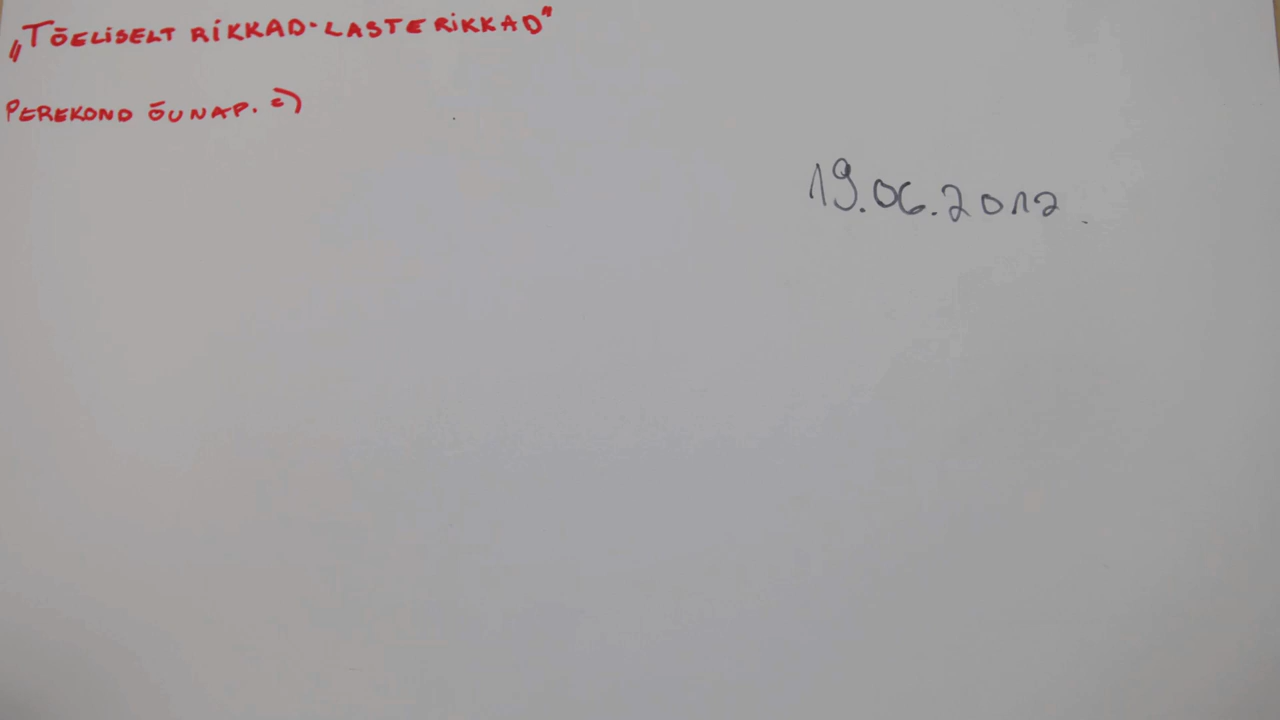 „TÕELISELT RIKKAD-LASTERIKKAD"
PEREKOND ÕUNAP. =)
19.06.2012.